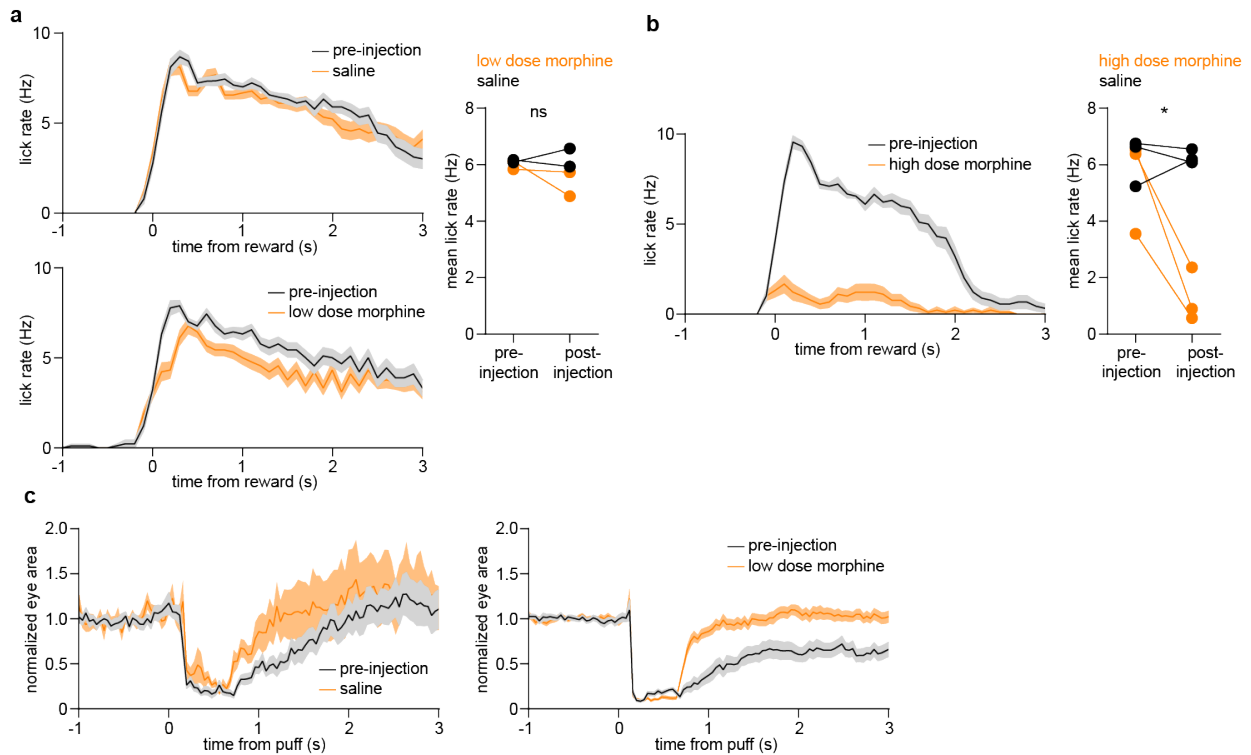 a
10
5
0
lick rate (Hz)
pre-injection
saline
-1
0
1
2
3
time from reward (s)
10
5
0
lick rate (Hz)
pre-injection
low dose morphine
-1
0
1
2
3
time from reward (s)
low dose morphine
saline
8
6
4
2
0
mean lick rate (Hz)
ns
pre-
injection
post-
injection
b
10
5
0
lick rate (Hz)
pre-injection
high dose morphine
-1
0
1
2
3
time from reward (s)
high dose morphine
saline
8
6
4
2
0
mean lick rate (Hz)
*
pre-
injection
post-
injection
c
2.0
1.5
1.0
0.5
0
normalized eye area
pre-injection
saline
-1
0
1
2
3
time from puff (s)
2.0
1.5
1.0
0.5
0
normalized eye area
pre-injection
low dose morphine
-1
0
1
2
3
time from puff (s)